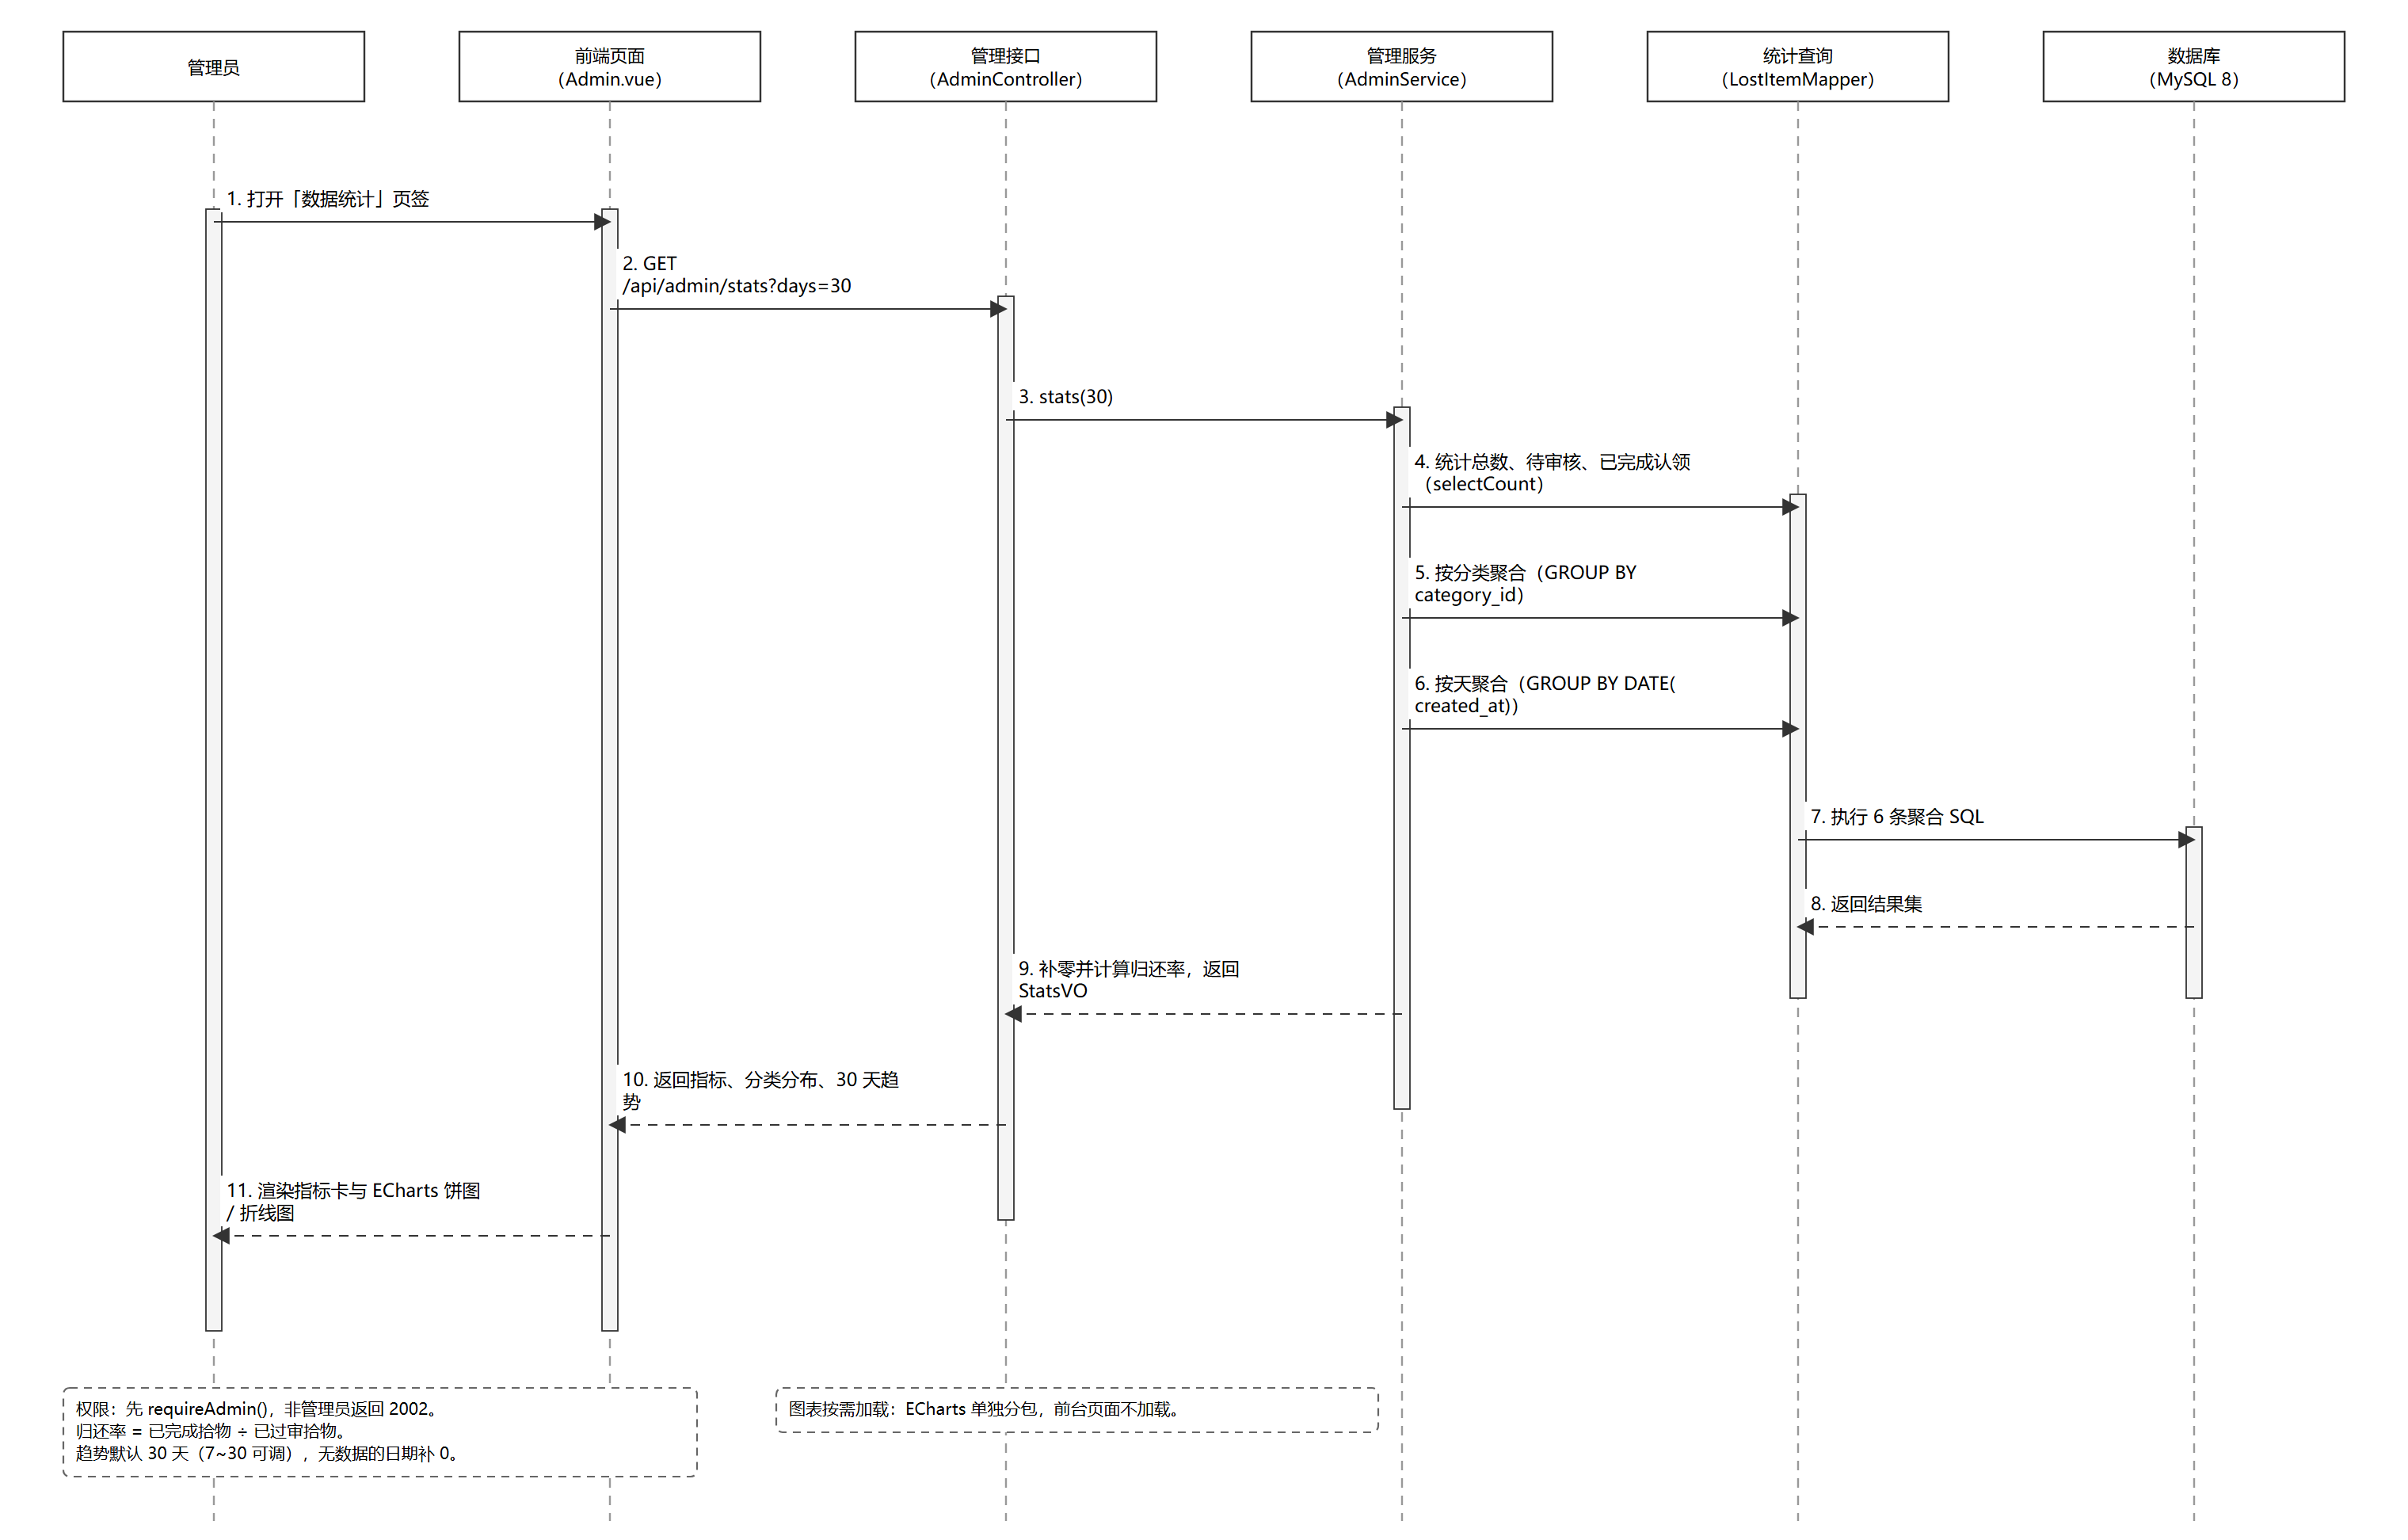 管理员
前端页面
（Admin.vue）
管理接口
（AdminController）
管理服务
（AdminService）
统计查询
（LostItemMapper）
数据库
（MySQL 8）
1. 打开「数据统计」页签
2. GET
/api/admin/stats?days=30
3. stats(30)
4. 统计总数、待审核、已完成认领
（selectCount）
5. 按分类聚合（GROUP BY
category_id）
6. 按天聚合（GROUP BY DATE(
created_at)）
7. 执行 6 条聚合 SQL
8. 返回结果集
9. 补零并计算归还率，返回
StatsVO
10. 返回指标、分类分布、30 天趋
势
11. 渲染指标卡与 ECharts 饼图
/ 折线图
权限：先 requireAdmin()，非管理员返回 2002。
归还率 = 已完成拾物 ÷ 已过审拾物。
趋势默认 30 天（7~30 可调），无数据的日期补 0。
图表按需加载：ECharts 单独分包，前台页面不加载。